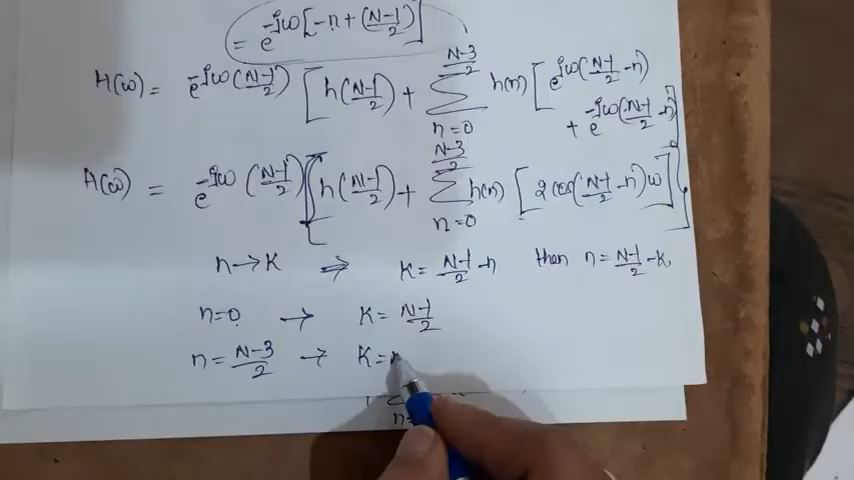 = e^{-jω[-n + (N-1/2)]}
H(ω) = e^{-jω(N-1/2)} [ h(N-1/2) + Σ_{n=0}^{N-3/2} h(n) [ e^{jω(N-1/2 -n)}
+ e^{-jω(N-1/2 -n)} ] ]
H(ω) = e^{-jω(N-1/2)} { h(N-1/2) + Σ_{n=0}^{N-3/2} h(n) [ 2 cos(N-1/2 -n)ω ] }
n→K ⇒ K = N-1/2 -n then n = N-1/2 -K
n=0 → K = N-1/2
n = N-3/2 → K =
n=